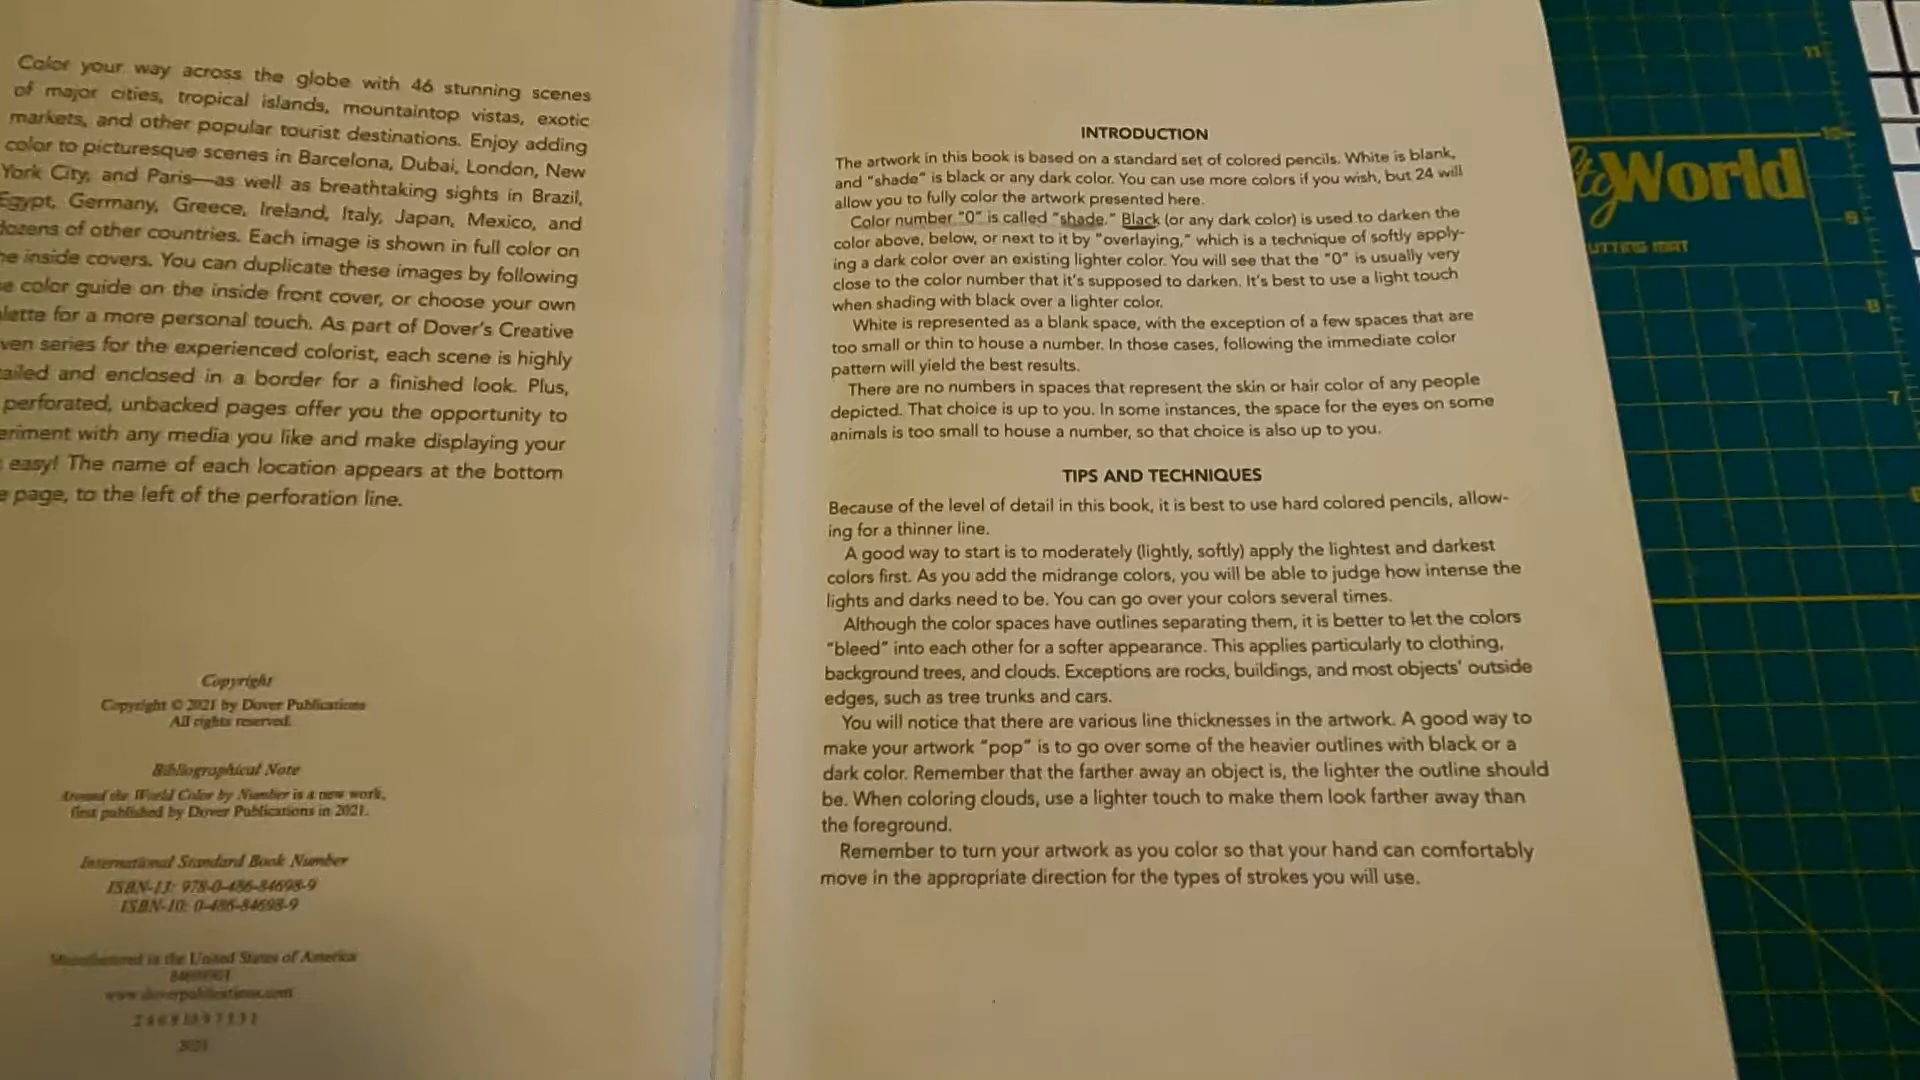 Color your way across the globe with 46 stunning scenes
of major cities, tropical islands, mountaintop vistas, exotic
markets, and other popular tourist destinations. Enjoy adding
color to picturesque scenes in Barcelona, Dubai, London, New
York City, and Paris—as well as breathtaking sights in Brazil,
Egypt, Germany, Greece, Ireland, Italy, Japan, Mexico, and
dozens of other countries. Each image is shown in full color on
he inside covers. You can duplicate these images by following
e color guide on the inside front cover, or choose your own
lette for a more personal touch. As part of Dover's Creative
ven series for the experienced colorist, each scene is highly
ailed and enclosed in a border for a finished look. Plus,
perforated, unbacked pages offer you the opportunity to
eriment with any media you like and make displaying your
easy! The name of each location appears at the bottom
e page, to the left of the perforation line.
Copyright
Copyright © 2021 by Dover Publications
All rights reserved.
Bibliographical Note
Around the World Color by Number is a new work,
first published by Dover Publications in 2021.
International Standard Book Number
ISBN-13: 978-0-486-84698-9
ISBN-10: 0-486-84698-9
Manufactured in the United States of America
www.doverpublications.com
2021
INTRODUCTION
The artwork in this book is based on a standard set of colored pencils. White is blank,
and "shade" is black or any dark color. You can use more colors if you wish, but 24 will
allow you to fully color the artwork presented here.
Color number "0" is called "shade." Black (or any dark color) is used to darken the
color above, below, or next to it by "overlaying," which is a technique of softly apply-
ing a dark color over an existing lighter color. You will see that the "0" is usually very
close to the color number that it's supposed to darken. It's best to use a light touch
when shading with black over a lighter color.
White is represented as a blank space, with the exception of a few spaces that are
too small or thin to house a number. In those cases, following the immediate color
pattern will yield the best results.
There are no numbers in spaces that represent the skin or hair color of any people
depicted. That choice is up to you. In some instances, the space for the eyes on some
animals is too small to house a number, so that choice is also up to you.
TIPS AND TECHNIQUES
Because of the level of detail in this book, it is best to use hard colored pencils, allow-
ing for a thinner line.
A good way to start is to moderately (lightly, softly) apply the lightest and darkest
colors first. As you add the midrange colors, you will be able to judge how intense the
lights and darks need to be. You can go over your colors several times.
Although the color spaces have outlines separating them, it is better to let the colors
"bleed" into each other for a softer appearance. This applies particularly to clothing,
background trees, and clouds. Exceptions are rocks, buildings, and most objects' outside
edges, such as tree trunks and cars.
You will notice that there are various line thicknesses in the artwork. A good way to
make your artwork "pop" is to go over some of the heavier outlines with black or a
dark color. Remember that the farther away an object is, the lighter the outline should
be. When coloring clouds, use a lighter touch to make them look farther away than
the foreground.
Remember to turn your artwork as you color so that your hand can comfortably
move in the appropriate direction for the types of strokes you will use.
World
UTTING MAT
11
10
9
8
7